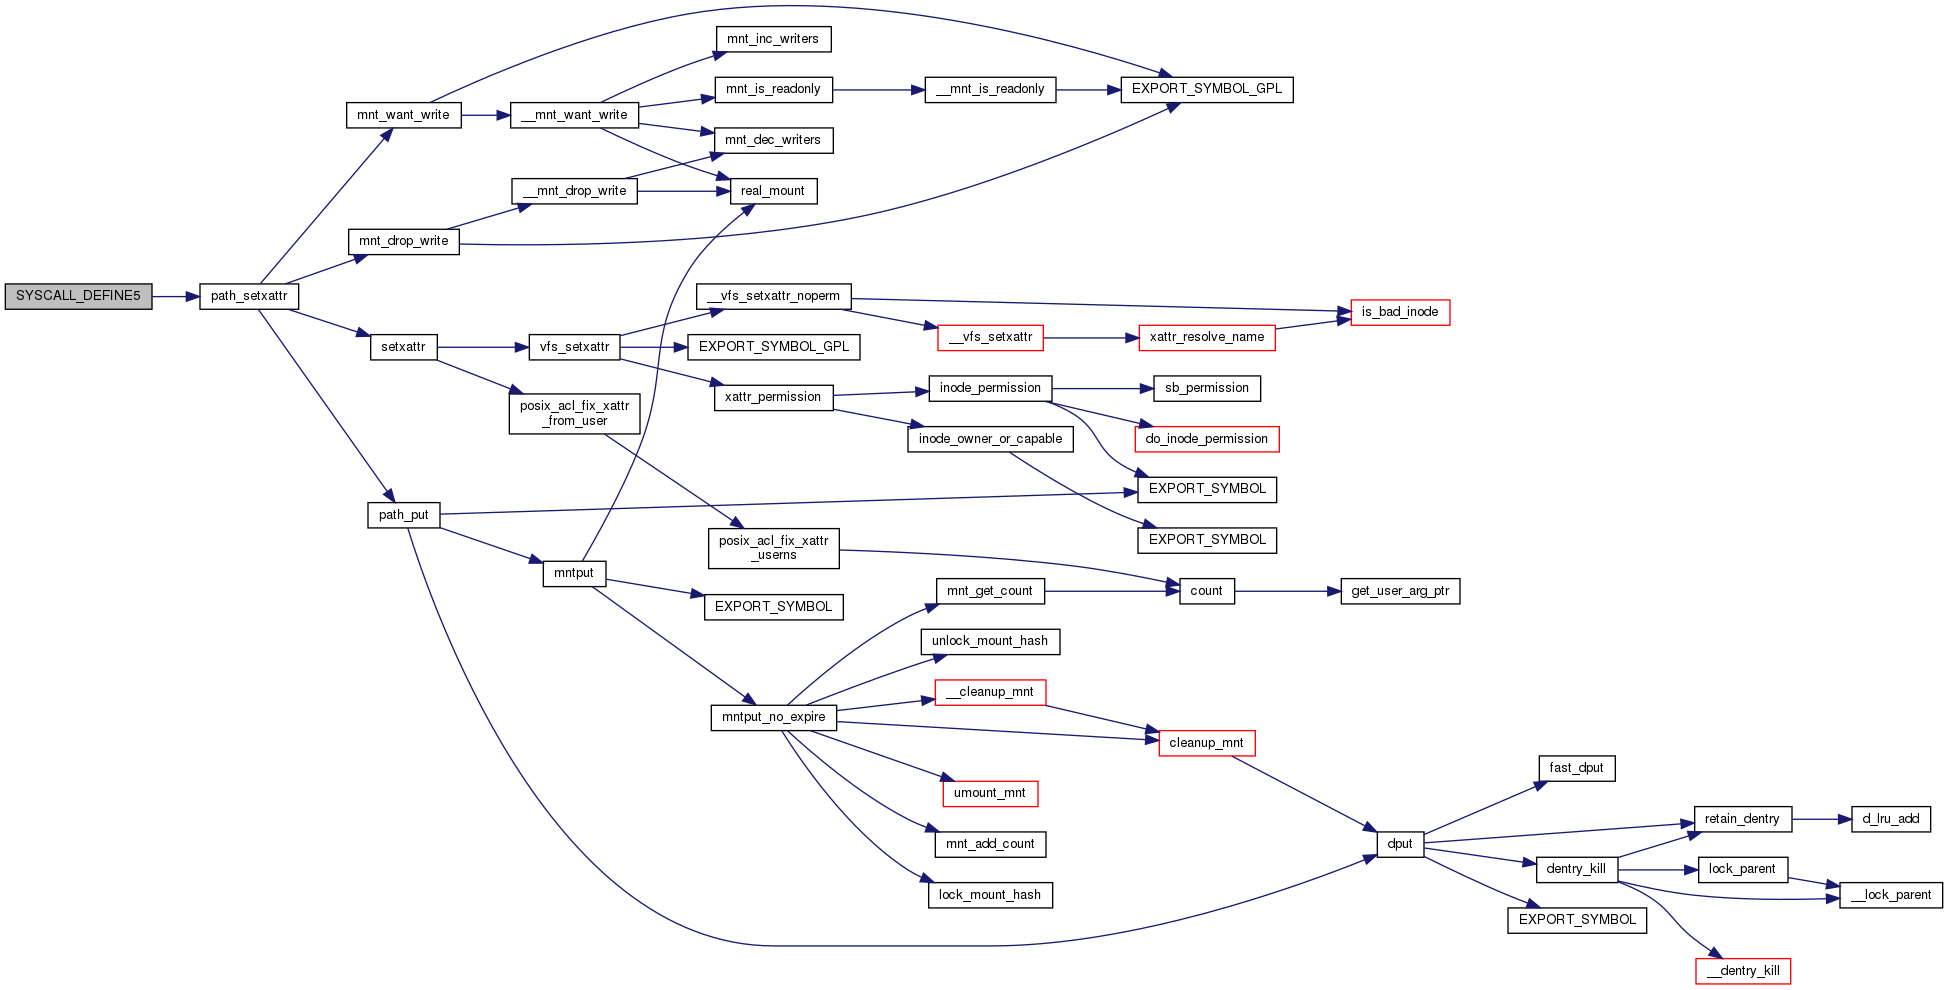 mnt_inc_writers
mnt_is_readonly
__mnt_is_readonly
EXPORT_SYMBOL_GPL
mnt_want_write
__mnt_want_write
mnt_dec_writers
__mnt_drop_write
real_mount
mnt_drop_write
SYSCALL_DEFINE5
path_setxattr
__vfs_setxattr_noperm
is_bad_inode
__vfs_setxattr
xattr_resolve_name
setxattr
vfs_setxattr
EXPORT_SYMBOL_GPL
inode_permission
sb_permission
xattr_permission
posix_acl_fix_xattr
_from_user
inode_owner_or_capable
do_inode_permission
EXPORT_SYMBOL
path_put
EXPORT_SYMBOL
posix_acl_fix_xattr
_userns
mntput
mnt_get_count
count
get_user_arg_ptr
EXPORT_SYMBOL
unlock_mount_hash
__cleanup_mnt
mntput_no_expire
cleanup_mnt
fast_dput
umount_mnt
retain_dentry
d_lru_add
mnt_add_count
dput
dentry_kill
lock_parent
lock_mount_hash
__lock_parent
EXPORT_SYMBOL
__dentry_kill